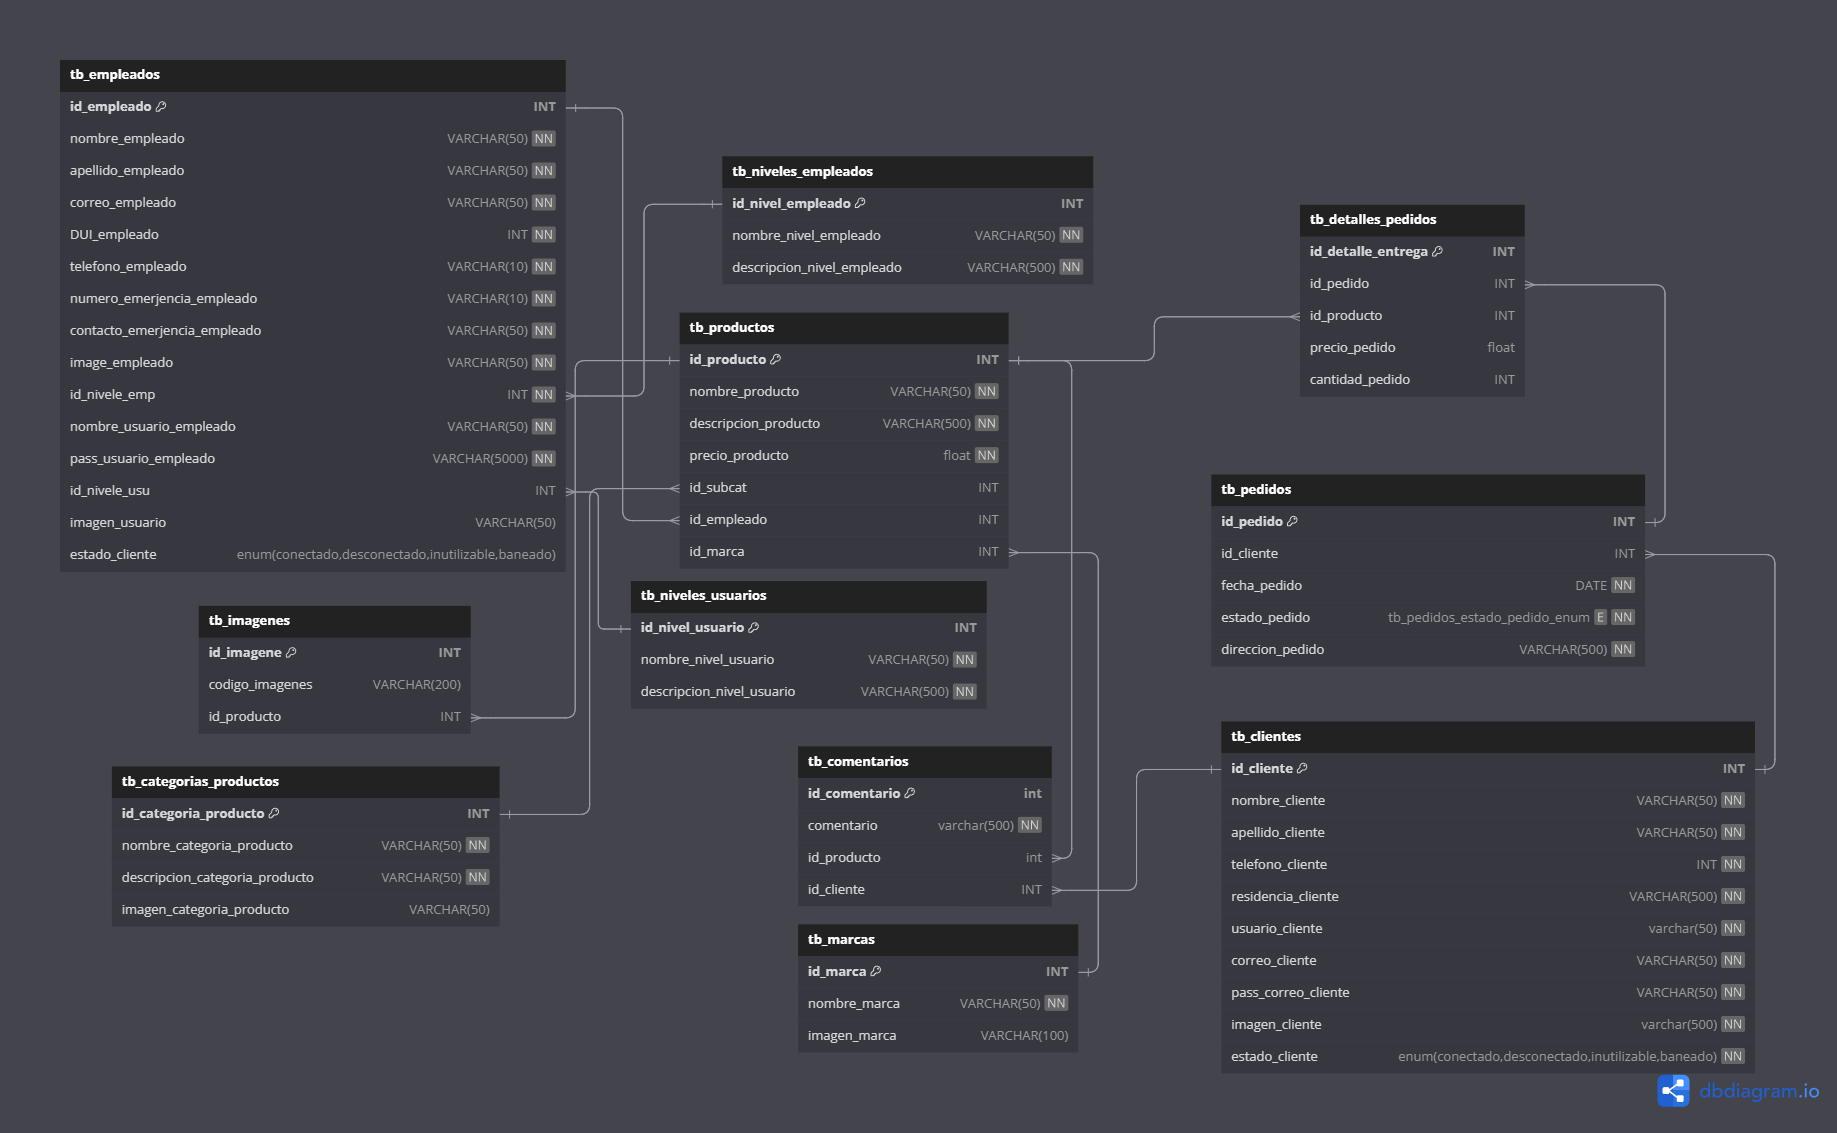 tb_empleados
id_empleado INT
nombre_empleado VARCHAR(50) NN
apellido_empleado VARCHAR(50) NN
correo_empleado VARCHAR(50) NN
DUI_empleado INT NN
telefono_empleado VARCHAR(10) NN
numero_emerjencia_empleado VARCHAR(10) NN
contacto_emerjencia_empleado VARCHAR(50) NN
image_empleado VARCHAR(50) NN
id_nivele_emp INT NN
nombre_usuario_empleado VARCHAR(50) NN
pass_usuario_empleado VARCHAR(5000) NN
id_nivele_usu INT
imagen_usuario VARCHAR(50)
estado_cliente enum(conectado,desconectado,inutilizable,baneado)
tb_niveles_empleados
id_nivel_empleado INT
nombre_nivel_empleado VARCHAR(50) NN
descripcion_nivel_empleado VARCHAR(500) NN
tb_productos
id_producto INT
nombre_producto VARCHAR(50) NN
descripcion_producto VARCHAR(500) NN
precio_producto float NN
id_subcat INT
id_empleado INT
id_marca INT
tb_detalles_pedidos
id_detalle_entrega INT
id_pedido INT
id_producto INT
precio_pedido float
cantidad_pedido INT
tb_pedidos
id_pedido INT
id_cliente INT
fecha_pedido DATE NN
estado_pedido tb_pedidos_estado_pedido_enum E NN
direccion_pedido VARCHAR(500) NN
tb_imagenes
id_imagene INT
codigo_imagenes VARCHAR(200)
id_producto INT
tb_niveles_usuarios
id_nivel_usuario INT
nombre_nivel_usuario VARCHAR(50) NN
descripcion_nivel_usuario VARCHAR(500) NN
tb_categorias_productos
id_categoria_producto INT
nombre_categoria_producto VARCHAR(50) NN
descripcion_categoria_producto VARCHAR(50) NN
imagen_categoria_producto VARCHAR(50)
tb_comentarios
id_comentario int
comentario varchar(500) NN
id_producto int
id_cliente INT
tb_marcas
id_marca INT
nombre_marca VARCHAR(50) NN
imagen_marca VARCHAR(100)
tb_clientes
id_cliente INT
nombre_cliente VARCHAR(50) NN
apellido_cliente VARCHAR(50) NN
telefono_cliente INT NN
residencia_cliente VARCHAR(500) NN
usuario_cliente varchar(50) NN
correo_cliente VARCHAR(50) NN
pass_correo_cliente VARCHAR(50) NN
imagen_cliente varchar(500) NN
estado_cliente enum(conectado,desconectado,inutilizable,baneado) NN
dbdiagram.io